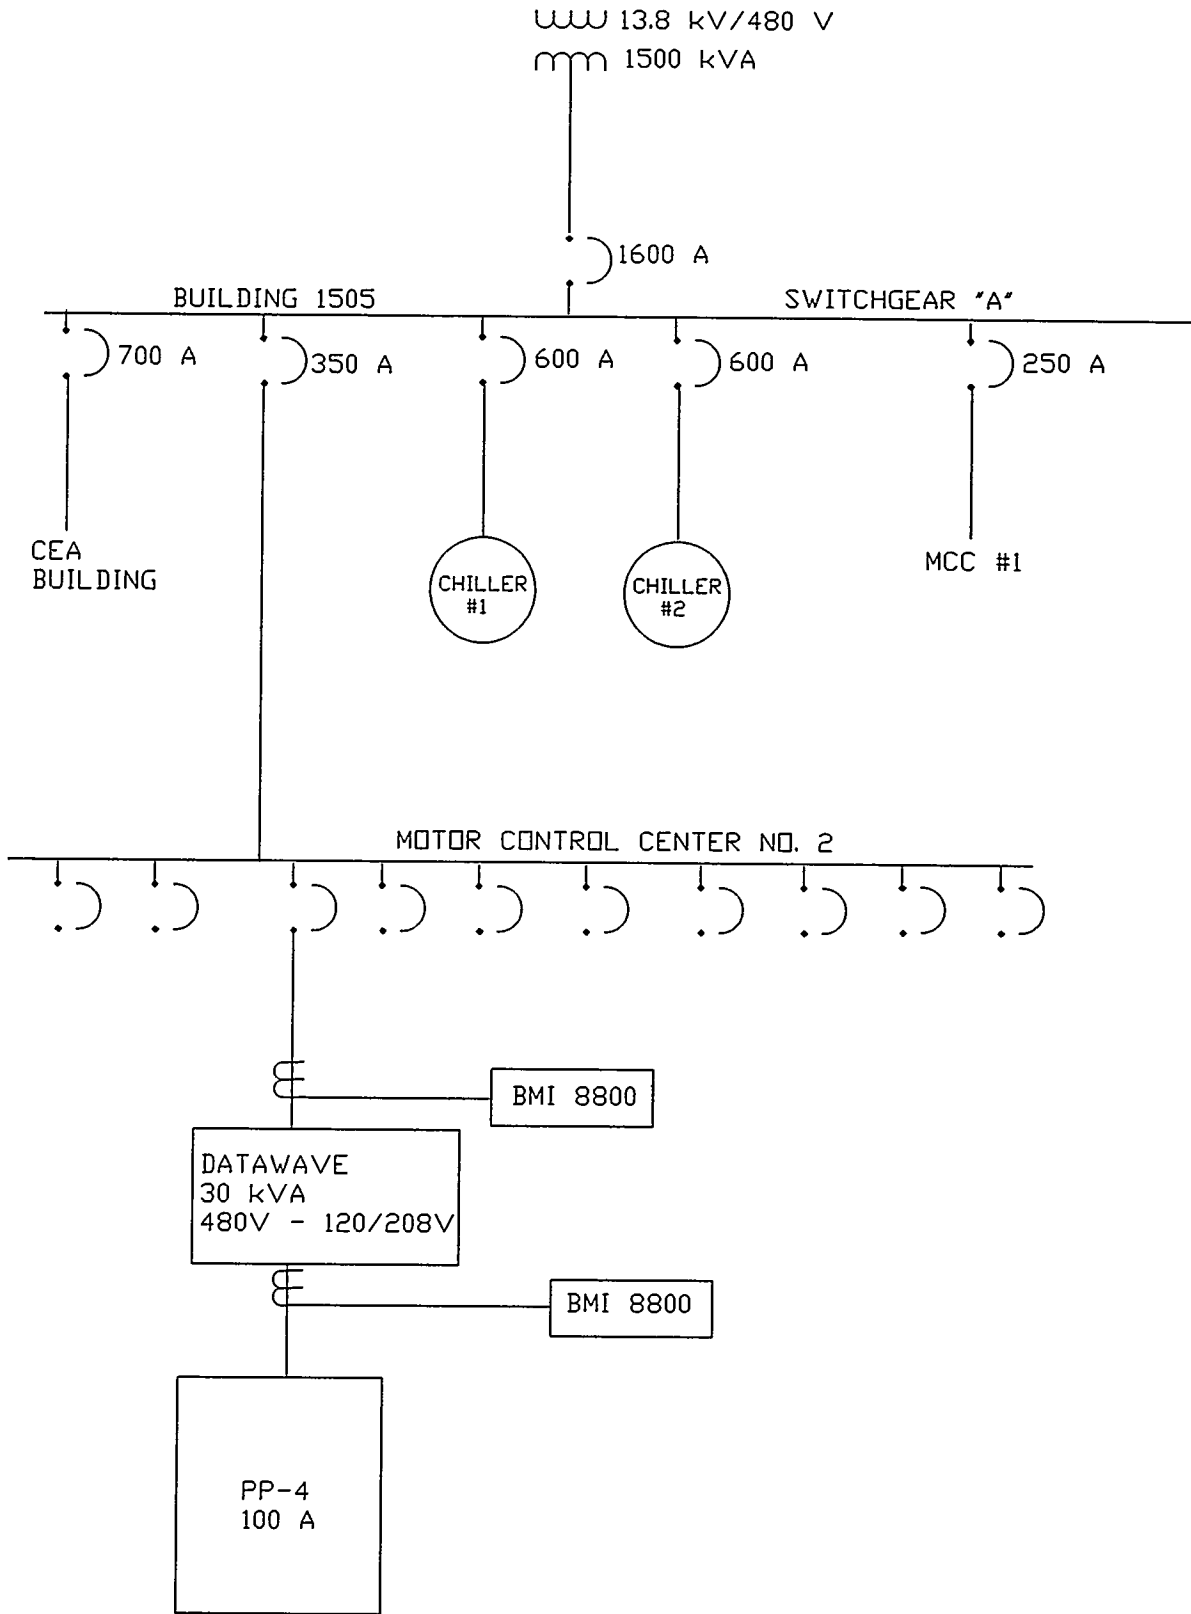 13.8 kV/480 V
1500 kVA
1600 A
BUILDING 1505
SWITCHGEAR "A"
700 A
350 A
600 A
600 A
250 A
CEA
BUILDING
CHILLER
#1
CHILLER
#2
MCC #1
MOTOR CONTROL CENTER NO. 2
BMI 8800
DATAWAVE
30 kVA
480V - 120/208V
BMI 8800
PP-4
100 A